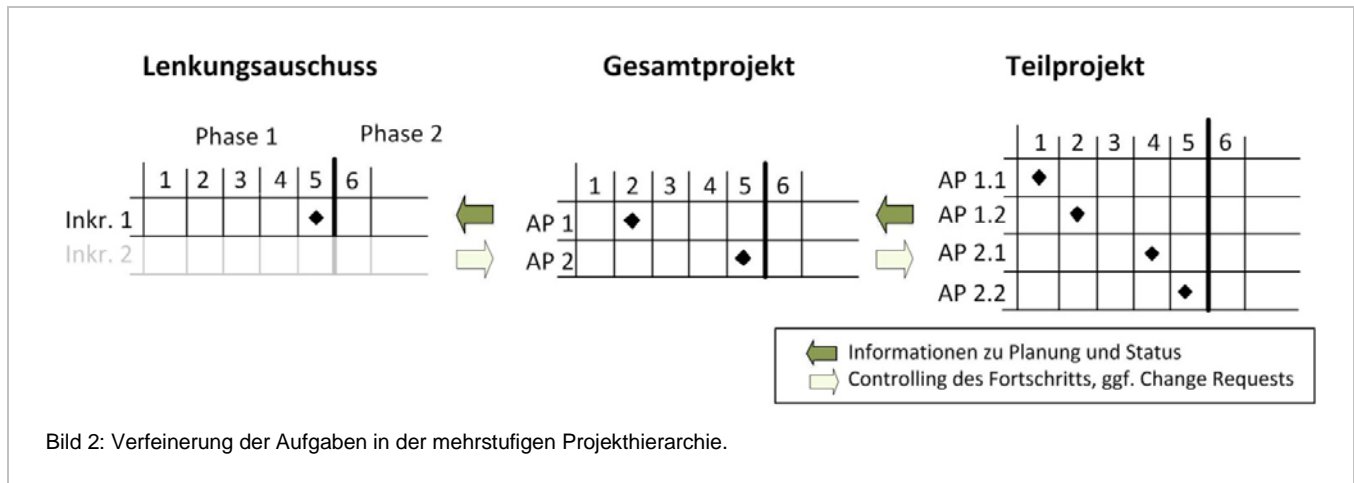 Lenkungsauschuss
Phase 1 Phase 2
1 2 3 4 5 6
Inkr. 1
Inkr. 2
Gesamtprojekt
1 2 3 4 5 6
AP 1
AP 2
Teilprojekt
1 2 3 4 5 6
AP 1.1
AP 1.2
AP 2.1
AP 2.2
Informationen zu Planung und Status
Controlling des Fortschritts, ggf. Change Requests
Bild 2: Verfeinerung der Aufgaben in der mehrstufigen Projekthierarchie.